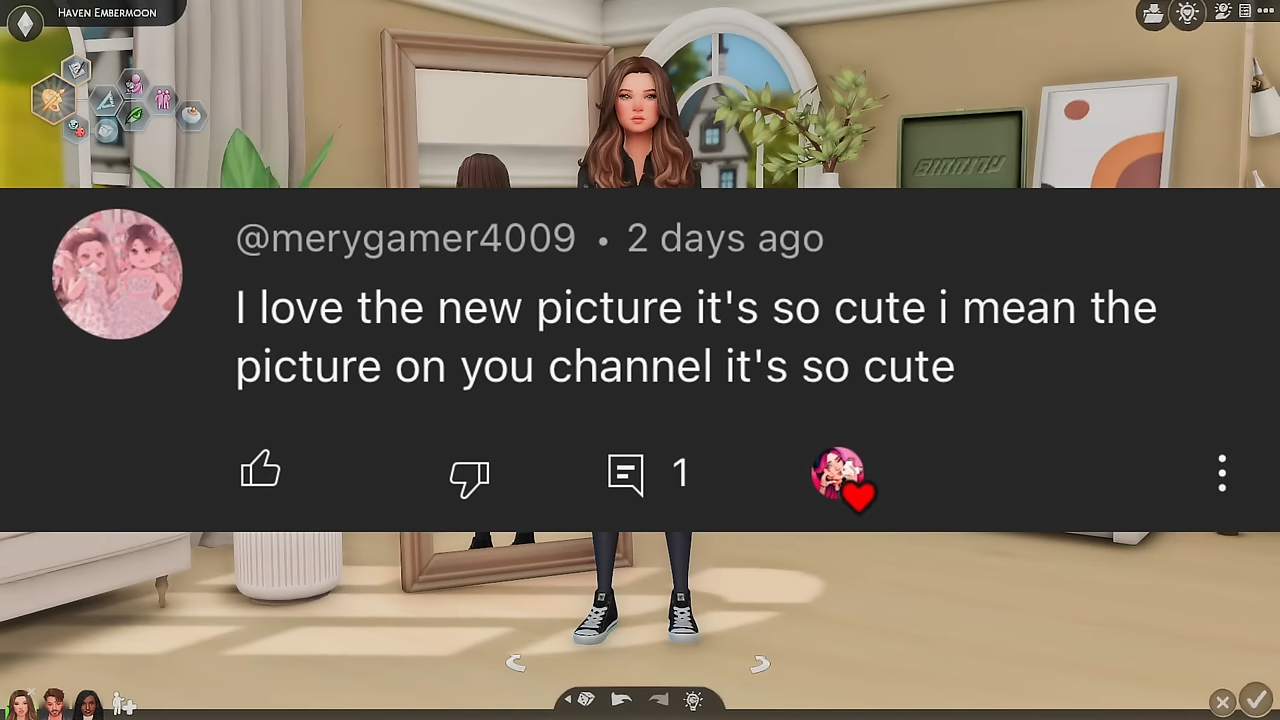 Haven Embermoon
@merygamer4009 • 2 days ago
I love the new picture it's so cute i mean the
picture on you channel it's so cute
1